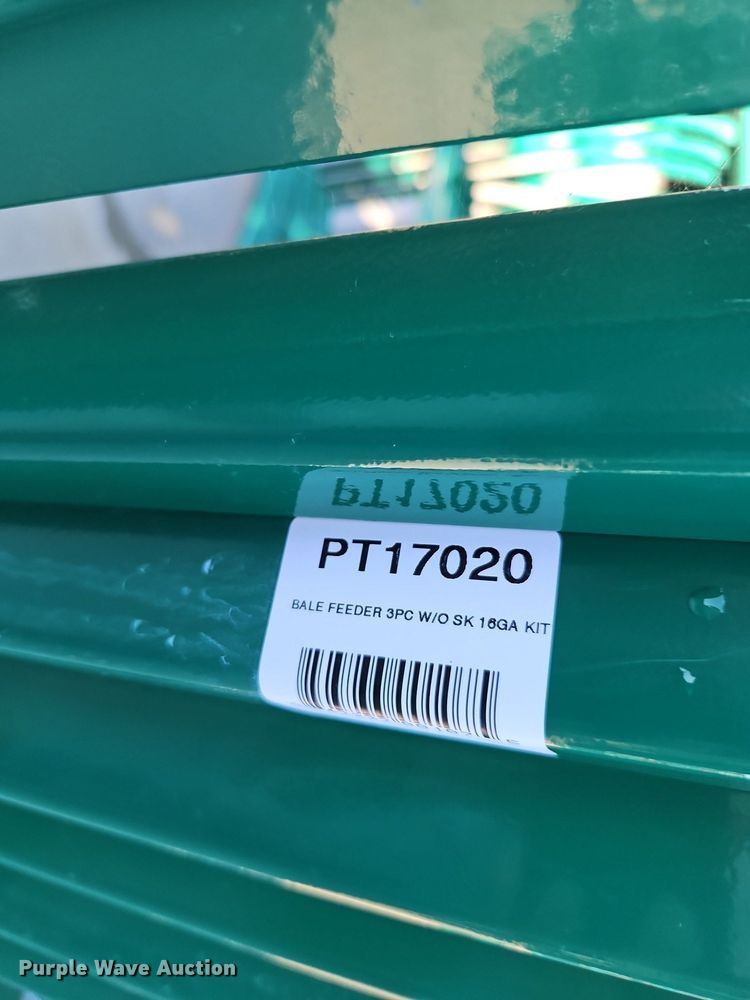 PT17020
BALE FEEDER 3PC W/O SK 16GA KIT
Purple Wave Auction